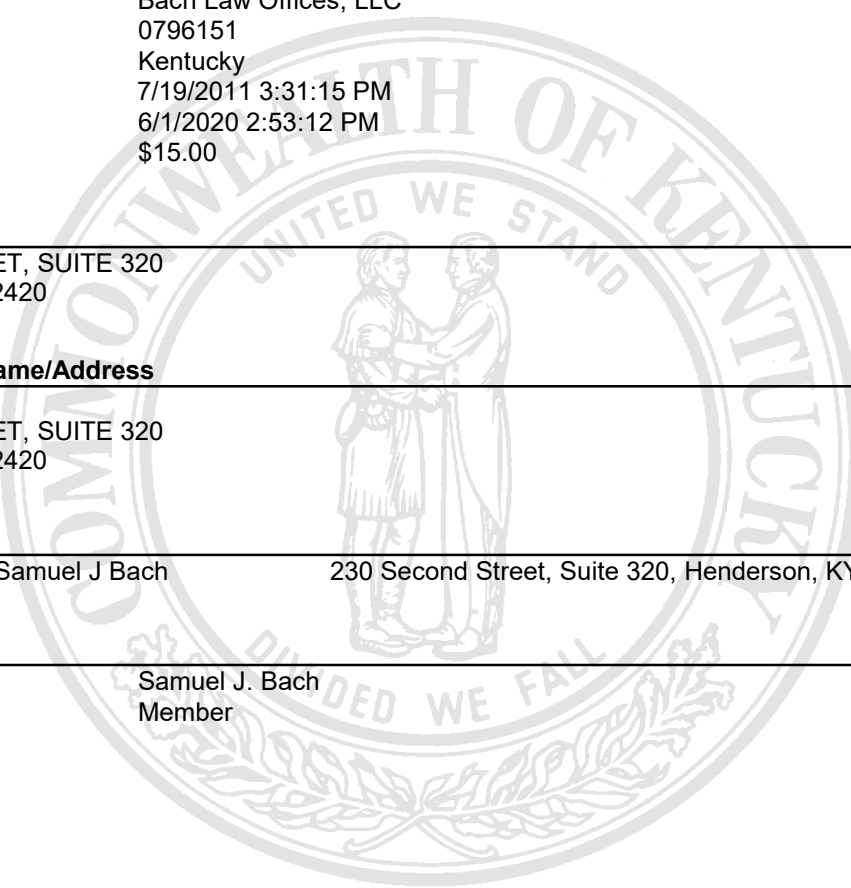 Bach Law Offices, LLC
0796151
Kentucky
7/19/2011 3:31:15 PM
6/1/2020 2:53:12 PM
$15.00
COMMONWEALTH OF KENTUCKY
UNITED WE STAND
ET, SUITE 320
2420
ame/Address
ET, SUITE 320
2420
Samuel J Bach 230 Second Street, Suite 320, Henderson, KY
DIVIDED WE FALL
Samuel J. Bach
Member